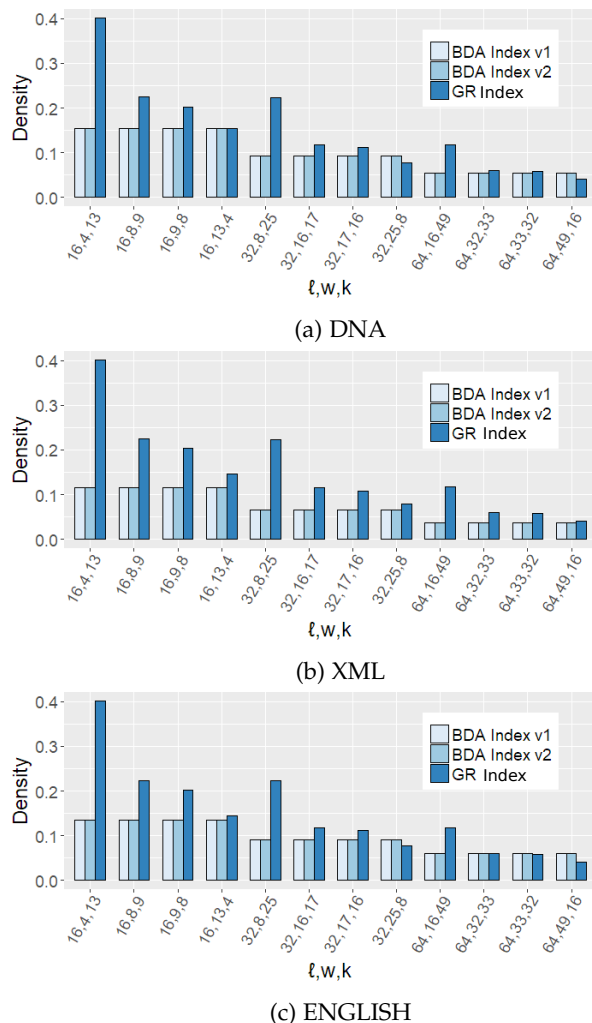 0.4
0.3
0.2
0.1
0.0
Density
BDA Index v1
BDA Index v2
GR Index
16,4,13
16,8,9
16,9,8
16,13,4
32,8,25
32,16,17
32,17,16
32,25,8
64,16,49
64,32,33
64,33,32
64,49,16
ℓ,w,k
(a) DNA
0.4
0.3
0.2
0.1
0.0
Density
BDA Index v1
BDA Index v2
GR Index
16,4,13
16,8,9
16,9,8
16,13,4
32,8,25
32,16,17
32,17,16
32,25,8
64,16,49
64,32,33
64,33,32
64,49,16
ℓ,w,k
(b) XML
0.4
0.3
0.2
0.1
0.0
Density
BDA Index v1
BDA Index v2
GR Index
16,4,13
16,8,9
16,9,8
16,13,4
32,8,25
32,16,17
32,17,16
32,25,8
64,16,49
64,32,33
64,33,32
64,49,16
ℓ,w,k
(c) ENGLISH